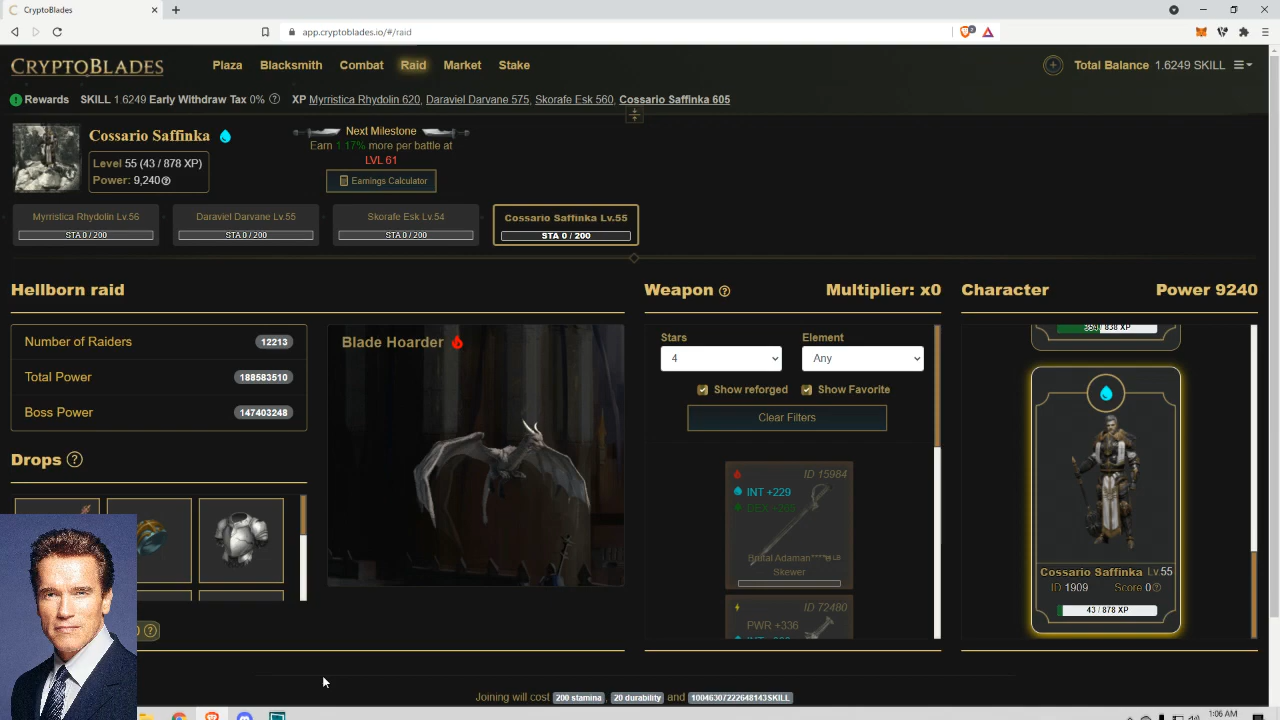 CryptoBlades
app.cryptoblades.io/#/raid
CRYPTOBLADES
Plaza Blacksmith Combat Raid Market Stake
Total Balance 1.6249 SKILL
Rewards SKILL 1.6249 Early Withdraw Tax 0% XP Myrristica Rhydolin 620, Daraviel Darvane 575, Skorafe Esk 560, Cossario Saffinka 605
Cossario Saffinka
Level 55 (43 / 878 XP)
Power: 9,240
Next Milestone
Earn 1.17% more per battle at
LVL 61
Earnings Calculator
Myrristica Rhydolin Lv.56
STA 0 / 200
Daraviel Darvane Lv.55
STA 0 / 200
Skorafe Esk Lv.54
STA 0 / 200
Cossario Saffinka Lv.55
STA 0 / 200
Hellborn raid
Number of Raiders 12213
Total Power 188583510
Boss Power 147403248
Drops
Blade Hoarder
Weapon Multiplier: x0
Stars Element
4 Any
Show reforged Show Favorite
Clear Filters
ID 15984
INT +229
DEX +268
Skewer
ID 72480
PWR +336
Character Power 9240
838 XP
Cossario Saffinka Lv.55
ID 1909 Score 0
43 / 878 XP
Joining will cost 200 stamina, 20 durability and 10046307222648143SKILL
1:06 AM